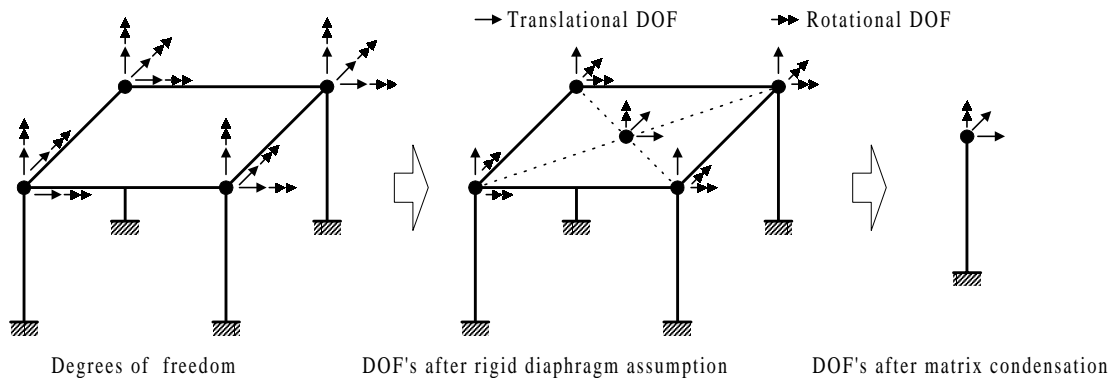 Translational DOF
Rotational DOF
Degrees of freedom
DOF's after rigid diaphragm assumption
DOF's after matrix condensation